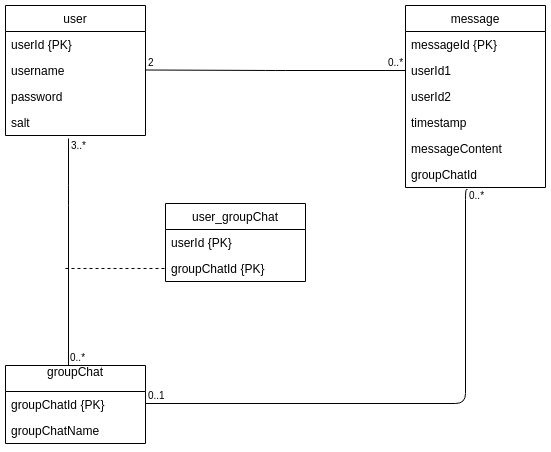 user
userId {PK}
username
password
salt
message
messageId {PK}
userId1
userId2
timestamp
messageContent
groupChatId
2
0..*
3..*
0..*
user_groupChat
userId {PK}
groupChatId {PK}
0..*
groupChat
groupChatId {PK}
groupChatName
0..1